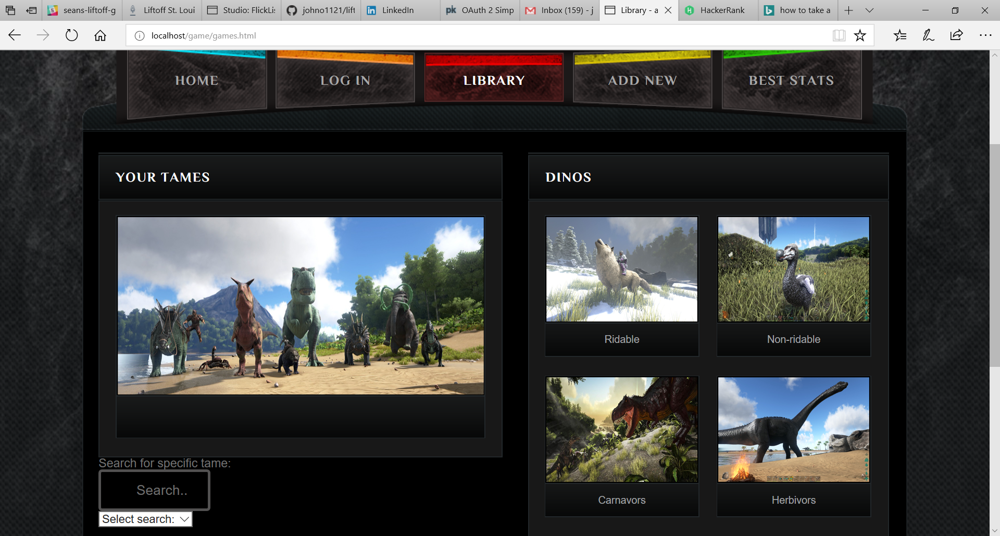 seans-liftoff-g
Liftoff St. Loui
Studio: FlickLis
johno1121/lift
LinkedIn
OAuth 2 Simp
Inbox (159) - j
Library - a
HackerRank
how to take a
localhost/game/games.html
HOME
LOG IN
LIBRARY
ADD NEW
BEST STATS
YOUR TAMES
DINOS
Ridable
Non-ridable
Search for specific tame:
Search..
Select search:
Carnavors
Herbivors